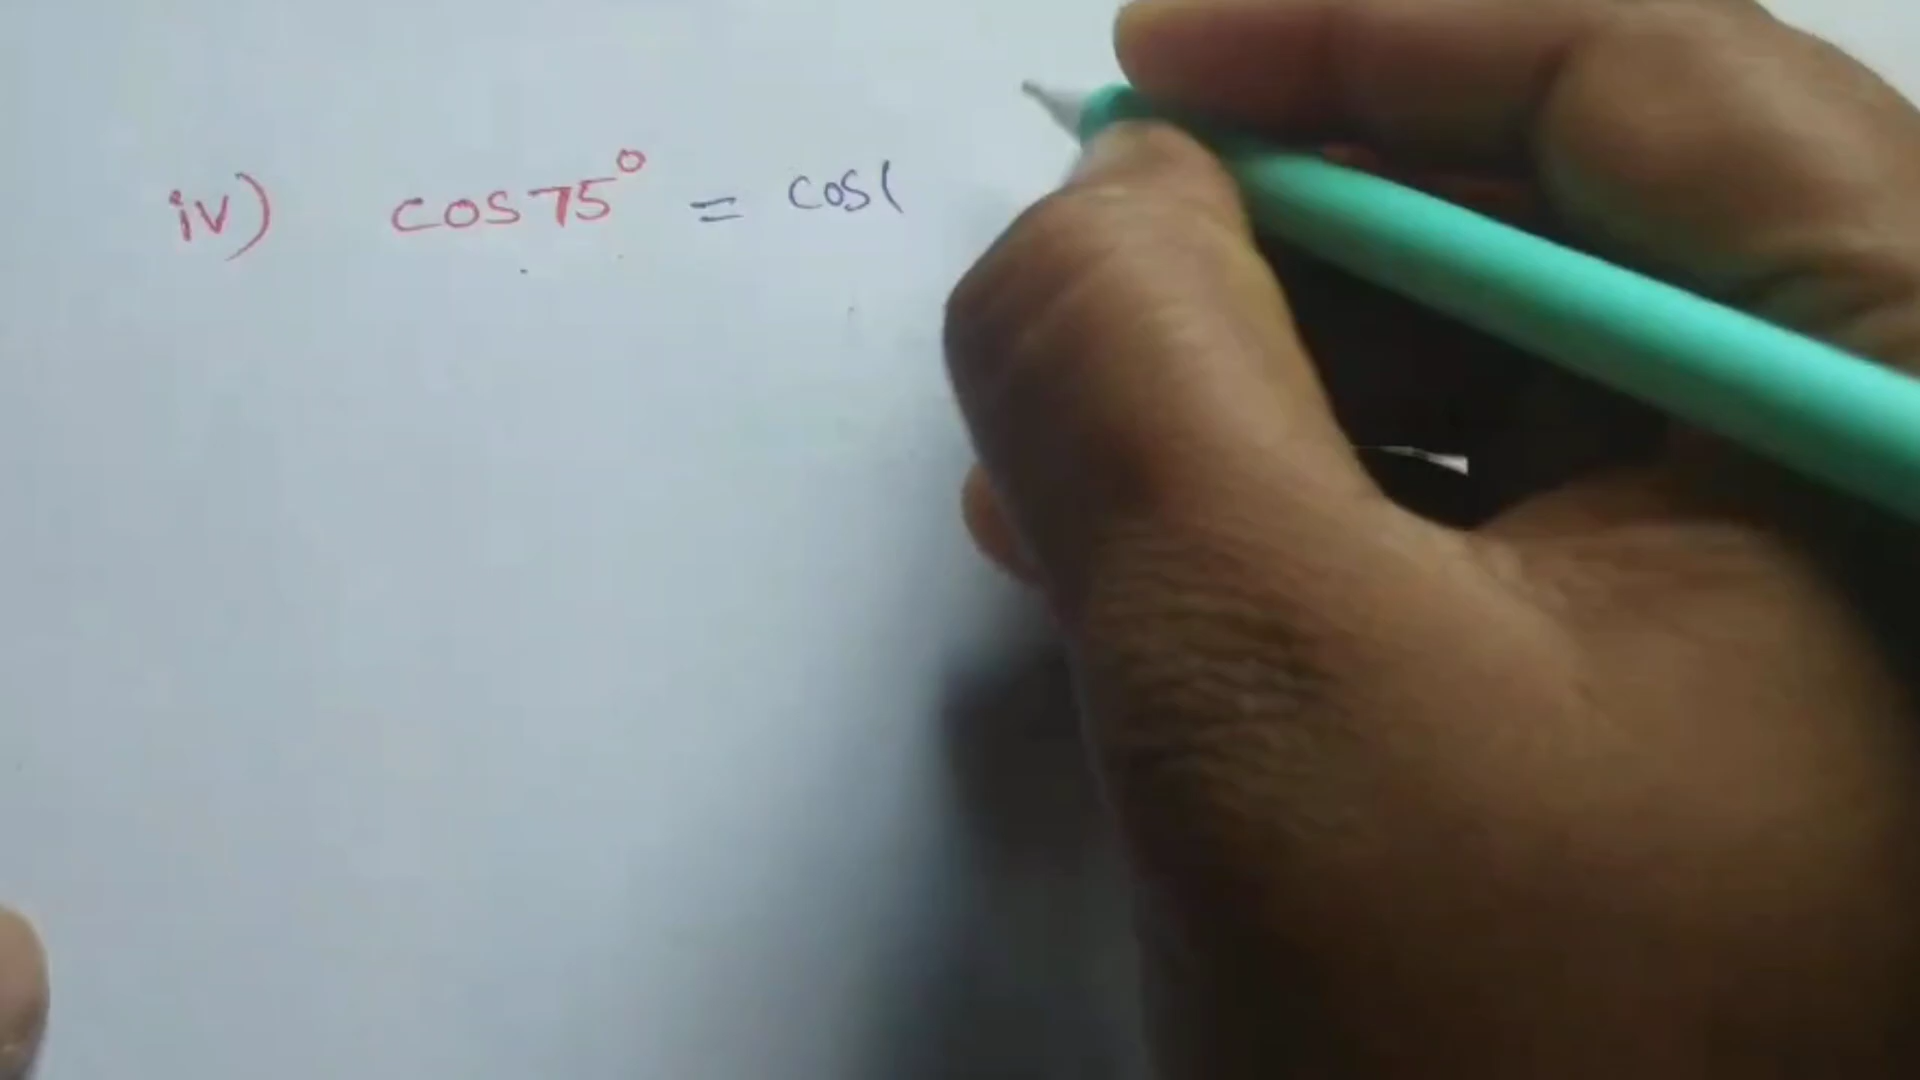 iv) cos75° = cos(